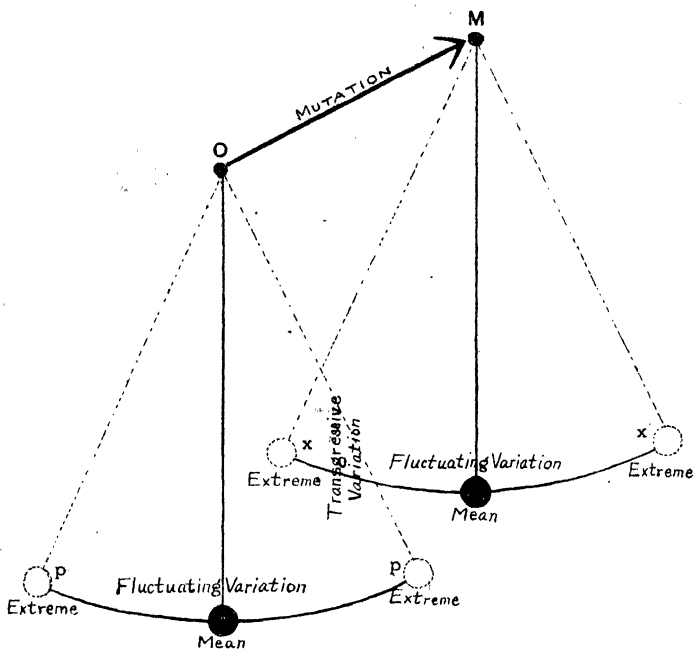 M
MUTATION
O
Transgressive
Variation
x
x
Fluctuating Variation
Extreme
Extreme
Mean
p
p
Fluctuating Variation
Extreme
Extreme
Mean